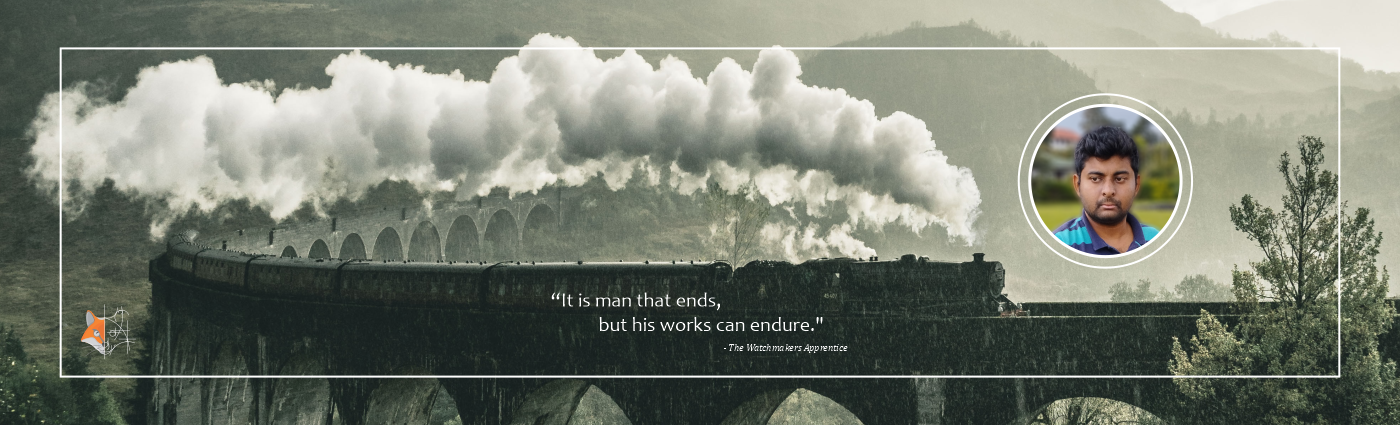 “It is man that ends,
but his works can endure."
- The Watchmakers Apprentice